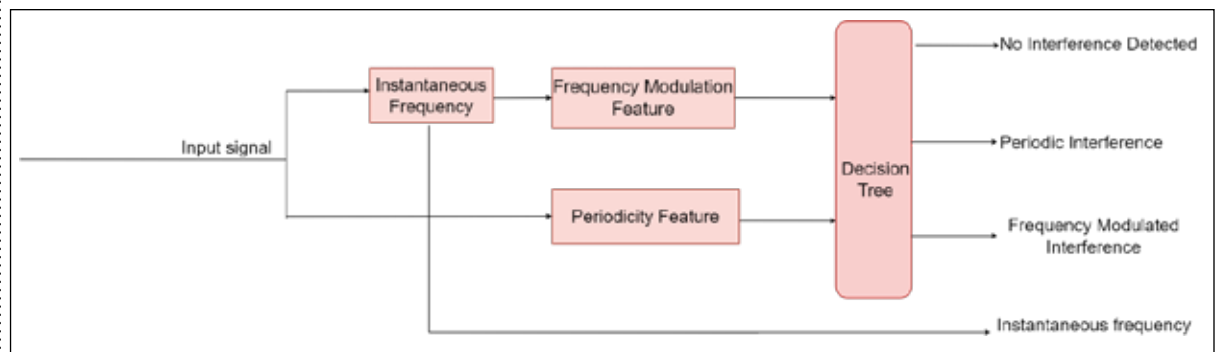 Input signal
Instantaneous
Frequency
Frequency Modulation
Feature
Periodicity Feature
Decision
Tree
No Interference Detected
Periodic Interference
Frequency Modulated
Interference
Instantaneous frequency